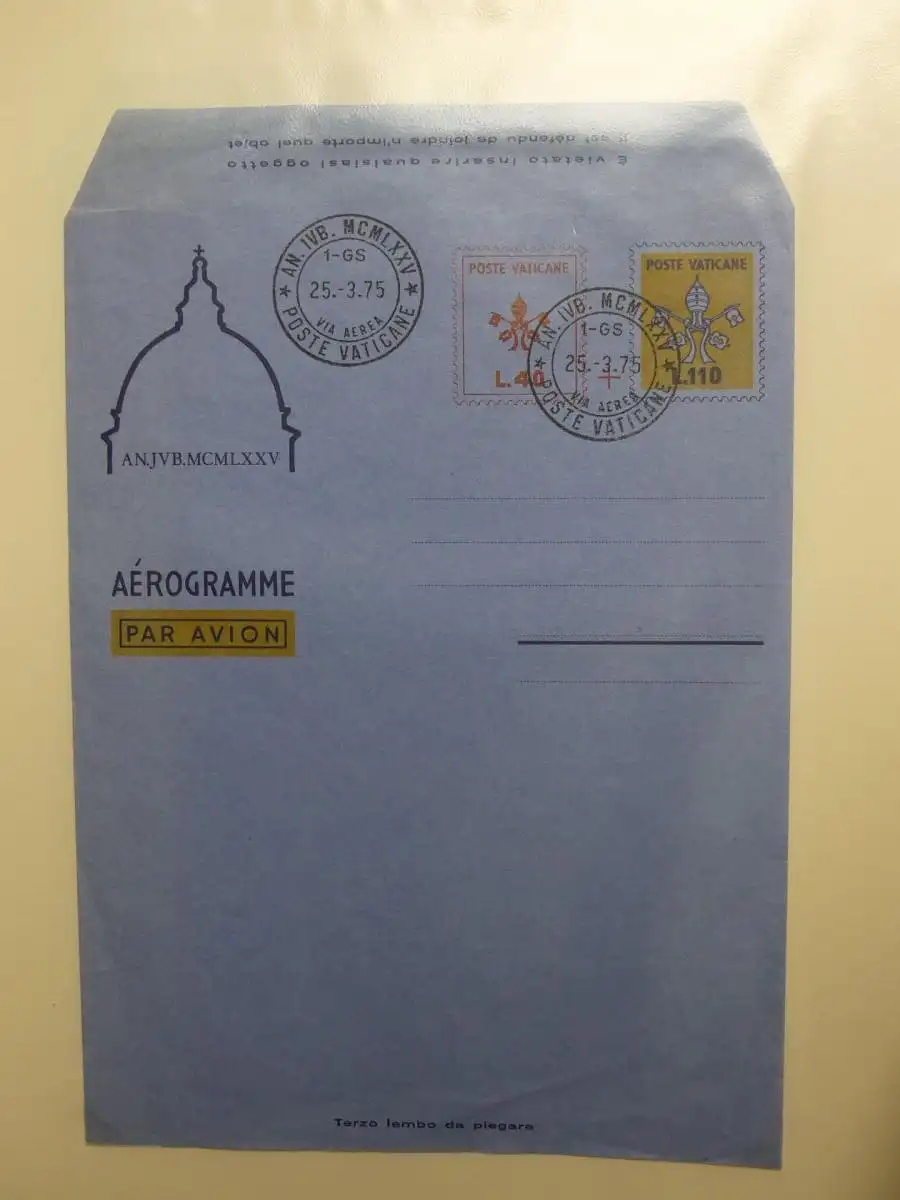 Il est défendu de joindre n'importe quel objet
È vietato inserire qualsiasi oggetto
AN. IVB. MCMLXXV
1-GS
25.-3.75
VIA AEREA
POSTE VATICANE
POSTE VATICANE
L.40
+
POSTE VATICANE
L.110
AN. IVB. MCMLXXV
1-GS
25.-3.75
VIA AEREA
POSTE VATICANE
AN.JVB.MCMLXXV
AÉROGRAMME
PAR AVION
Terzo lembo da piegare